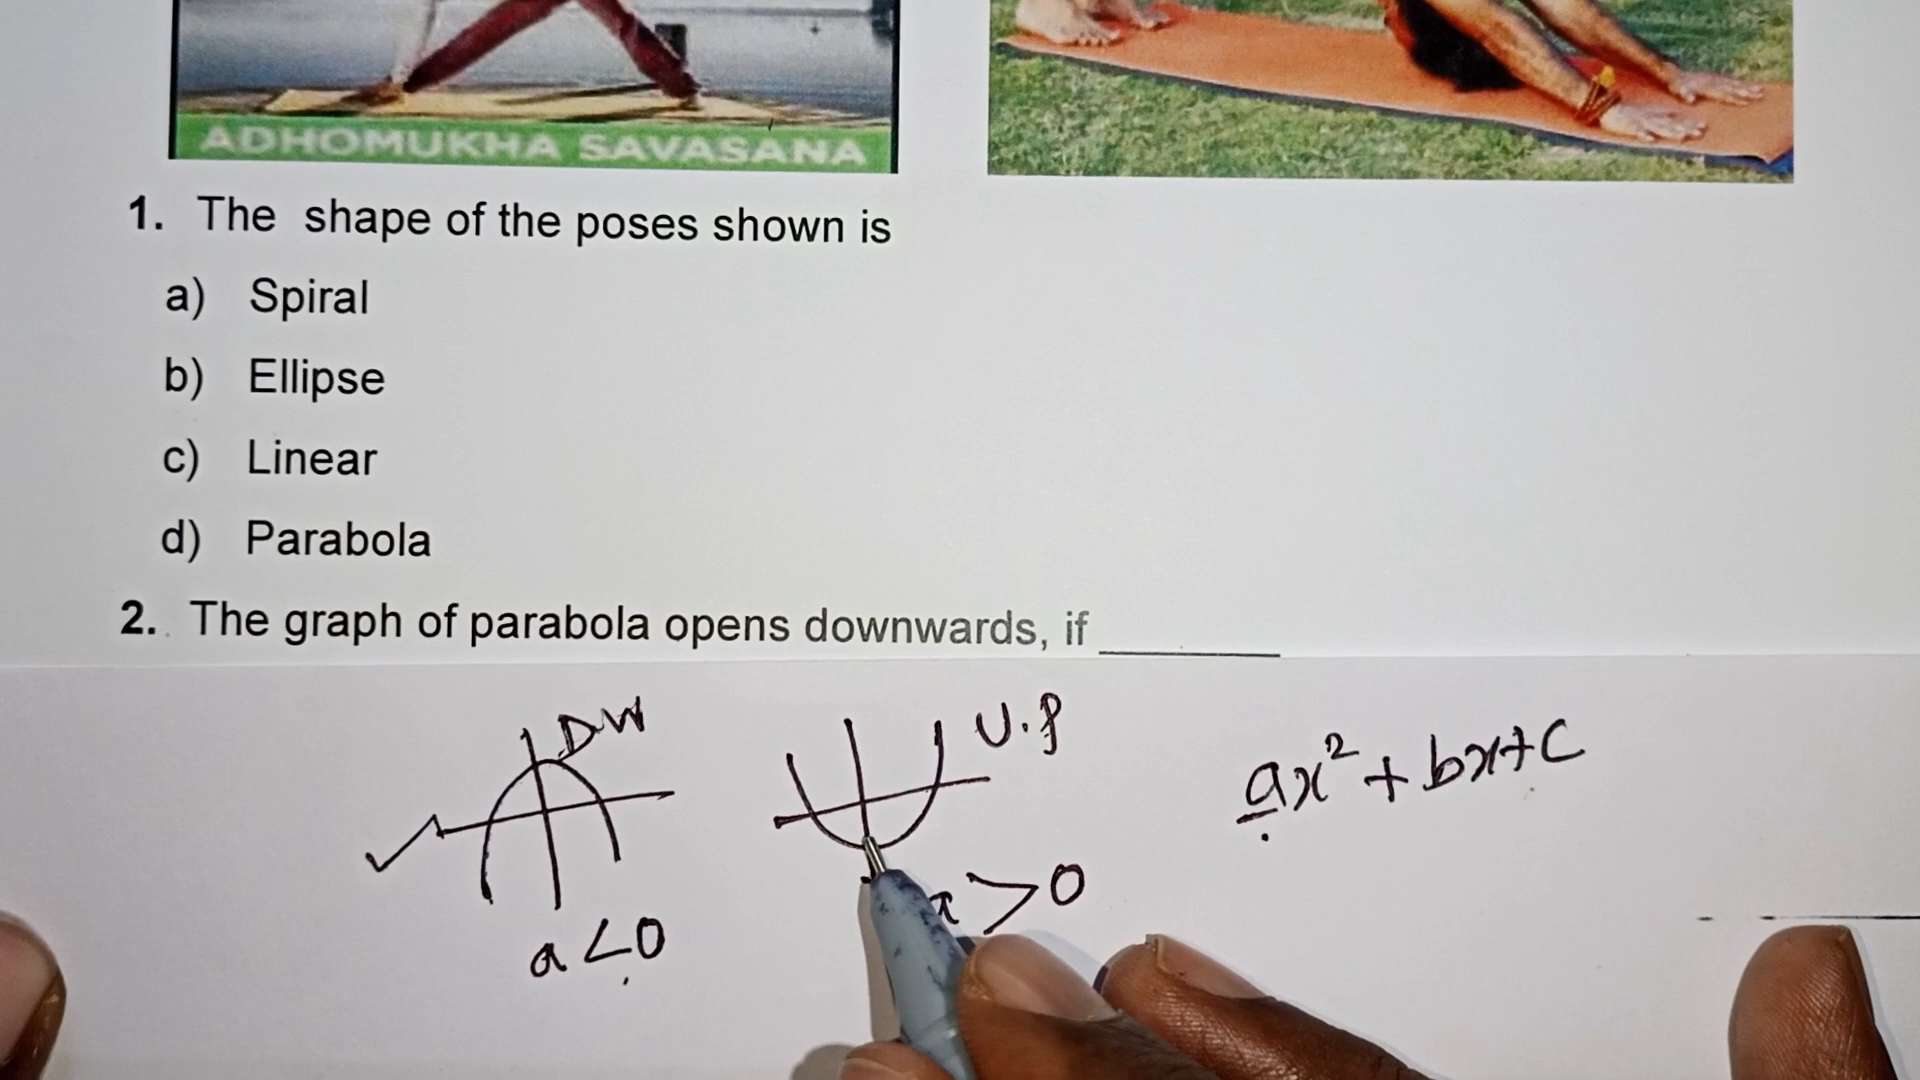 ADHOMUKHA SAVASANA
1. The shape of the poses shown is
a) Spiral
b) Ellipse
c) Linear
d) Parabola
2. The graph of parabola opens downwards, if ________
DW
U.P
ax² + bx+c
>0
a<0